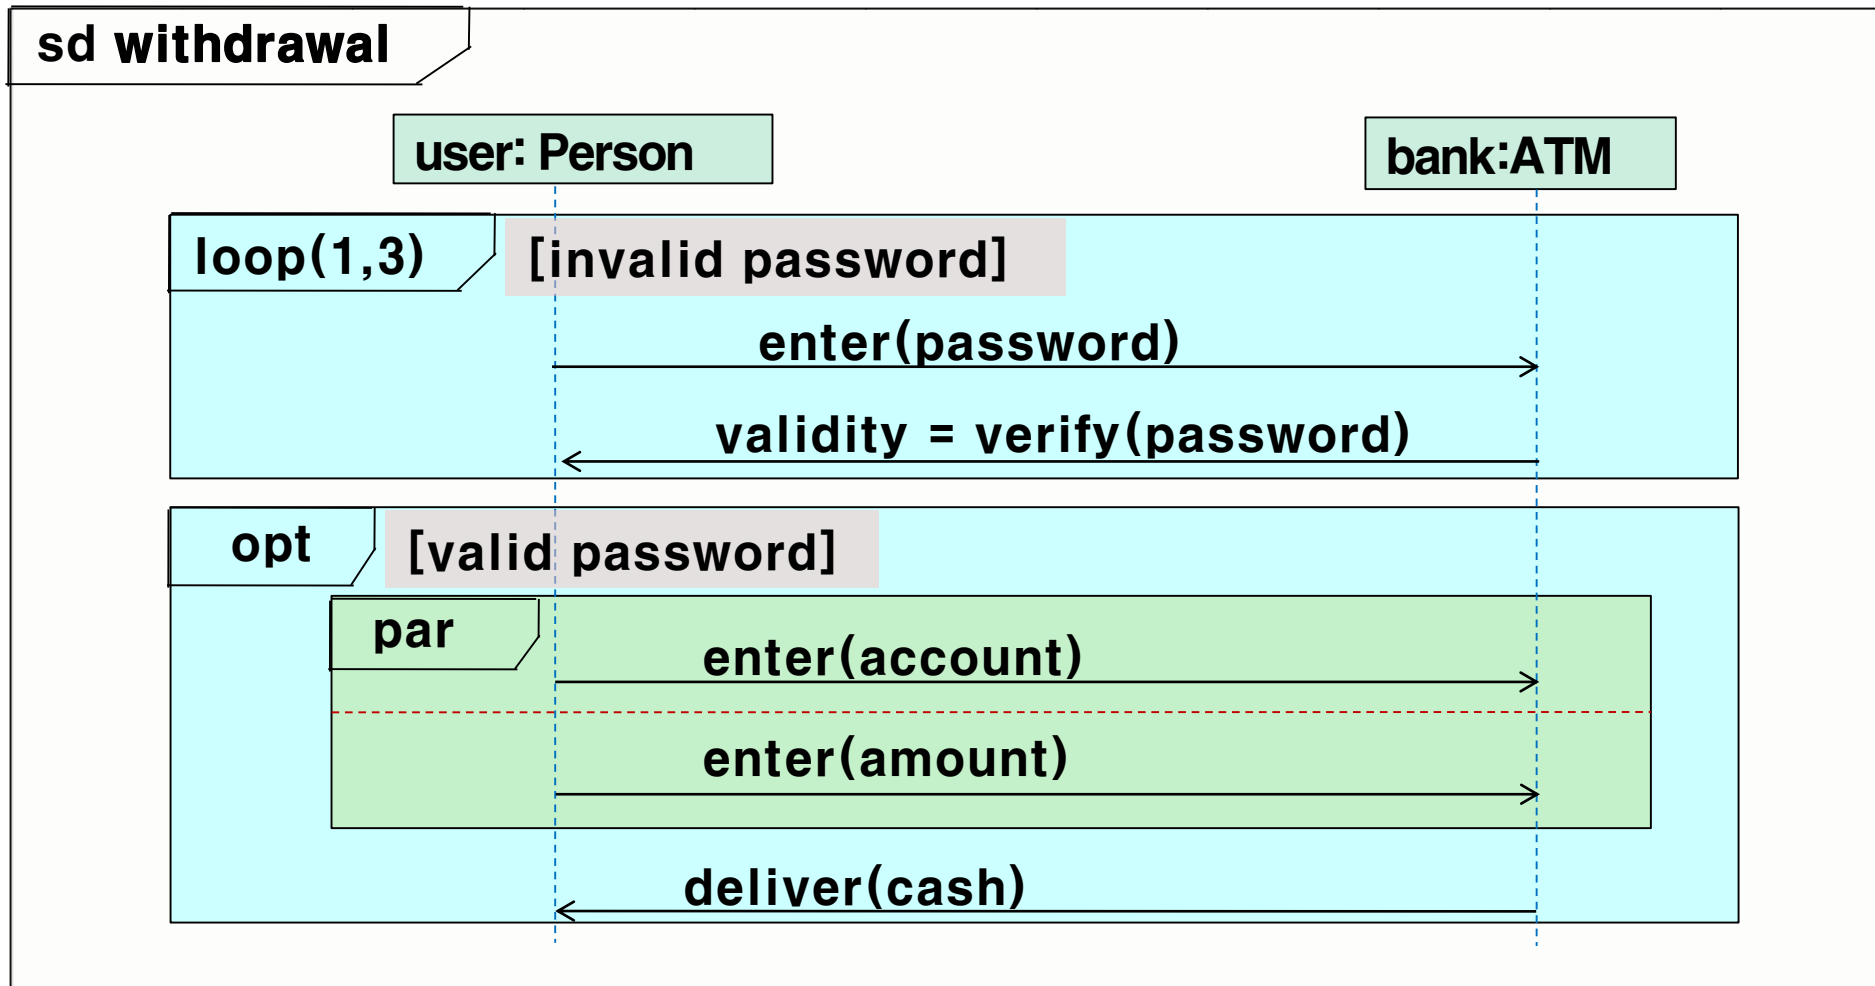 sd withdrawal
user: Person
bank:ATM
loop(1,3)
[invalid password]
enter(password)
validity = verify(password)
opt
[valid password]
par
enter(account)
enter(amount)
deliver(cash)